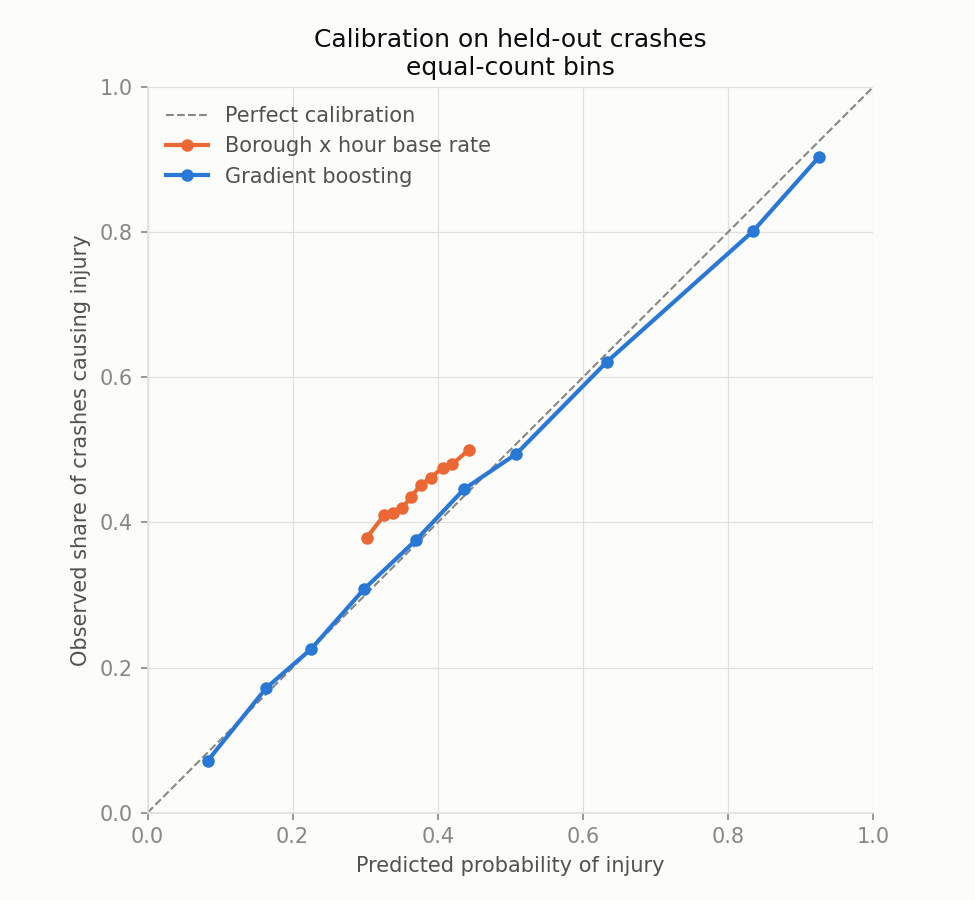 Calibration on held-out crashes
equal-count bins
Perfect calibration
Borough x hour base rate
Gradient boosting
Observed share of crashes causing injury
1.0
0.8
0.6
0.4
0.2
0.0
0.0 0.2 0.4 0.6 0.8 1.0
Predicted probability of injury